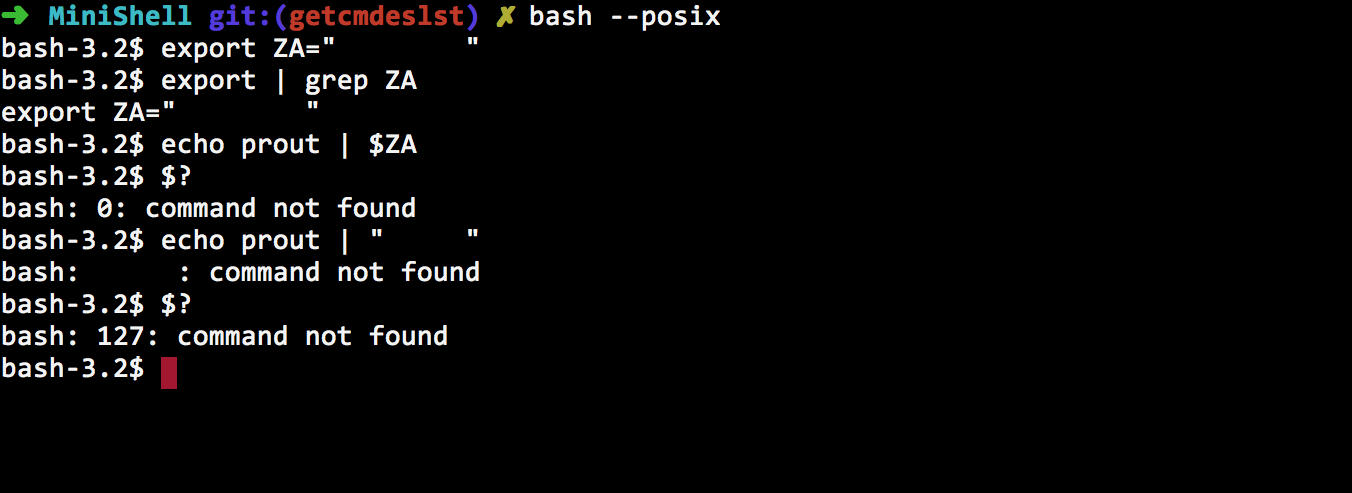 ➜ MiniShell git:(getcmdeslst) ✗ bash --posix
bash-3.2$ export ZA="        "
bash-3.2$ export | grep ZA
export ZA="        "
bash-3.2$ echo prout | $ZA
bash-3.2$ $?
bash: 0: command not found
bash-3.2$ echo prout | "     "
bash:      : command not found
bash-3.2$ $?
bash: 127: command not found
bash-3.2$